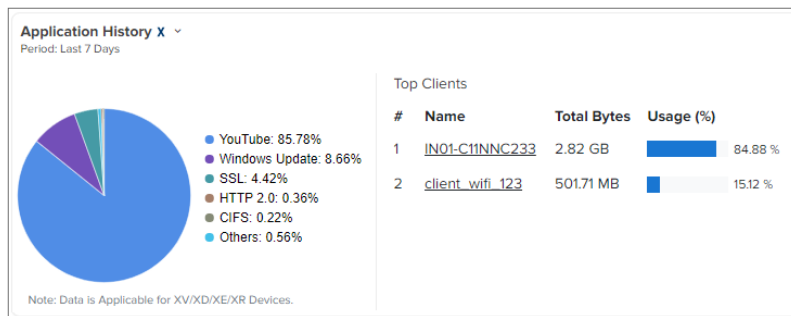 Application History X
Period: Last 7 Days
YouTube: 85.78%
Windows Update: 8.66%
SSL: 4.42%
HTTP 2.0: 0.36%
CIFS: 0.22%
Others: 0.56%
Note: Data is Applicable for XV/XD/XE/XR Devices.
Top Clients
# Name Total Bytes Usage (%)
1 IN01-C11NNC233 2.82 GB 84.88 %
2 client_wifi_123 501.71 MB 15.12 %